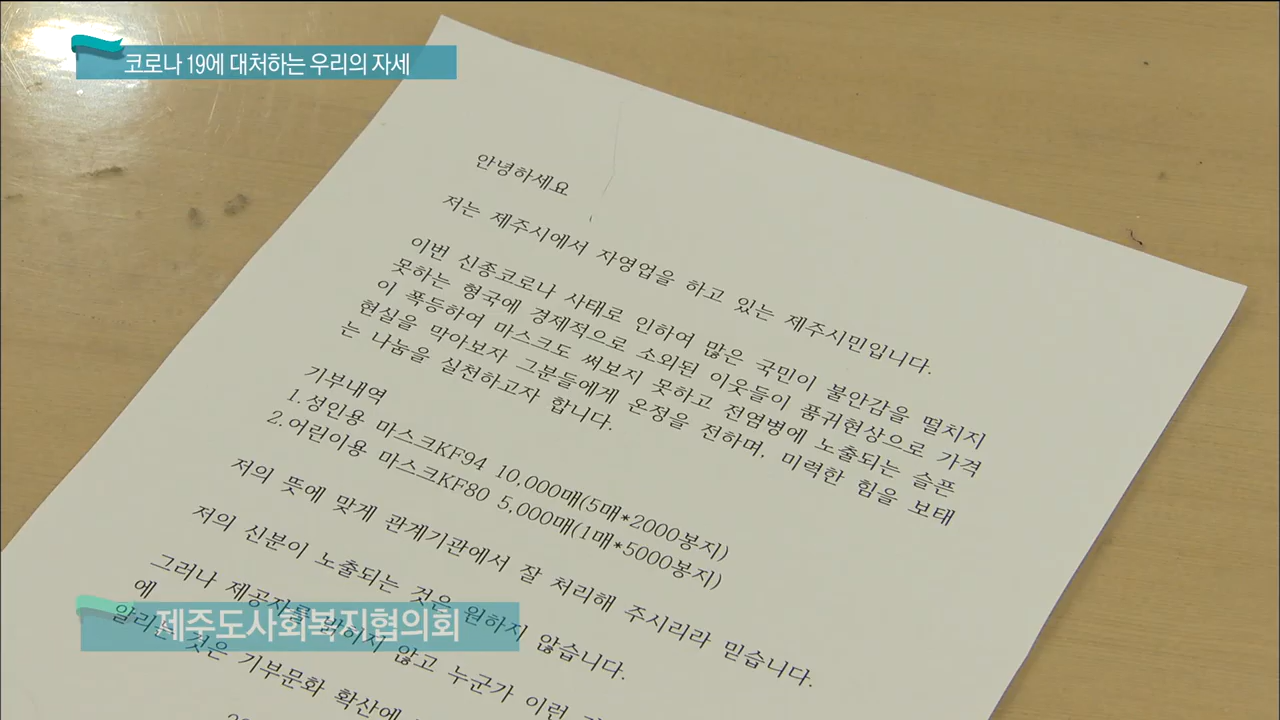 코로나 19에 대처하는 우리의 자세
안녕하세요
저는 제주시에서 자영업을 하고 있는 제주시민입니다.
이번 신종코로나 사태로 인하여 많은 국민이 불안감을 떨치지
못하는 형국에 경제적으로 소외된 이웃들이 품귀현상으로 가격
이 폭등하여 마스크도 써보지 못하고 전염병에 노출되는 슬픈
현실을 막아보자 그분들에게 온정을 전하며, 미력한 힘을 보태
는 나눔을 실천하고자 합니다.
기부내역
1.성인용 마스크KF94 10,000매(5매*2000봉지)
2.어린이용 마스크KF80 5,000매(1매*5000봉지)
저의 뜻에 맞게 관계기관에서 잘 처리해 주시리라 믿습니다.
저의 신분이 노출되는 것은 원하지 않습니다.
그러나 제공자를 밝히지 않고 누군가 이런
에
알리는 것은 기부문화 확산에
제주도사회복지협의회